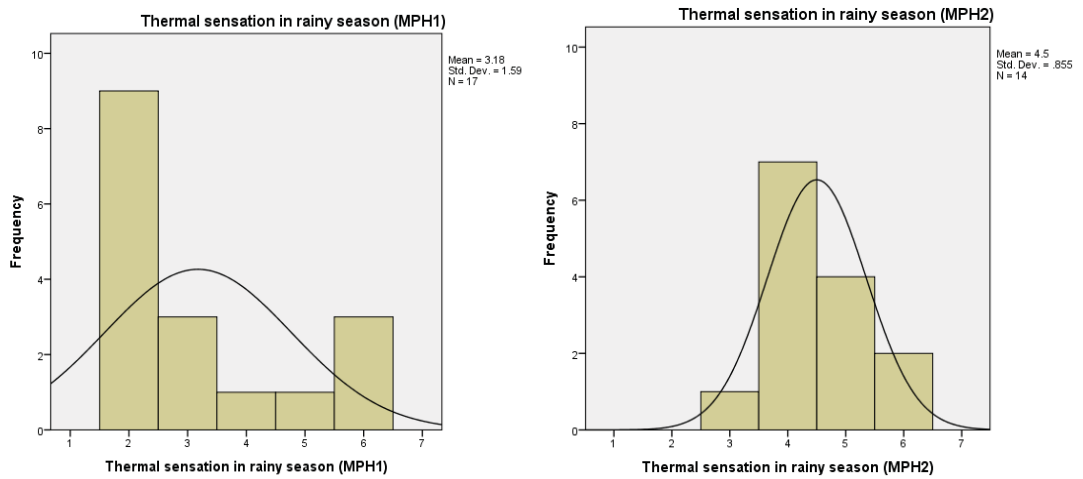 Thermal sensation in rainy season (MPH1)
Mean = 3.18
Std. Dev. = 1.59
N = 17
Frequency
10
8
6
4
2
0
1 2 3 4 5 6 7
Thermal sensation in rainy season (MPH1)
Thermal sensation in rainy season (MPH2)
Mean = 4.5
Std. Dev. = .855
N = 14
Frequency
10
8
6
4
2
0
1 2 3 4 5 6 7
Thermal sensation in rainy season (MPH2)